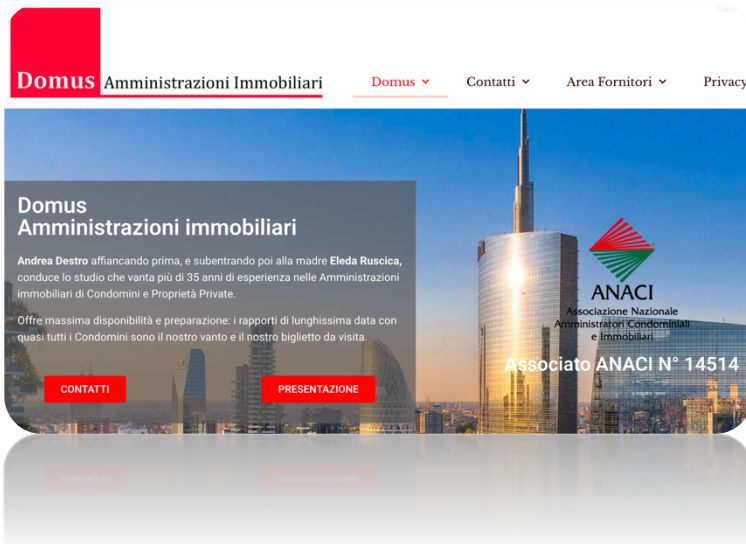 Ciao,
Domus Amministrazioni Immobiliari
Domus
Contatti
Area Fornitori
Privacy
Domus
Amministrazioni immobiliari
Andrea Destro affiancando prima, e subentrando poi alla madre Eleda Ruscica,
conduce lo studio che vanta più di 35 anni di esperienza nelle Amministrazioni
immobiliari di Condomini e Proprietà Private.
Offre massima disponibilità e preparazione: i rapporti di lunghissima data con
quasi tutti i Condomini sono il nostro vanto e il nostro biglietto da visita.
CONTATTI
PRESENTAZIONE
ANACI
Associazione Nazionale
Amministratori Condominiali
e Immobiliari
Associato ANACI N° 14514